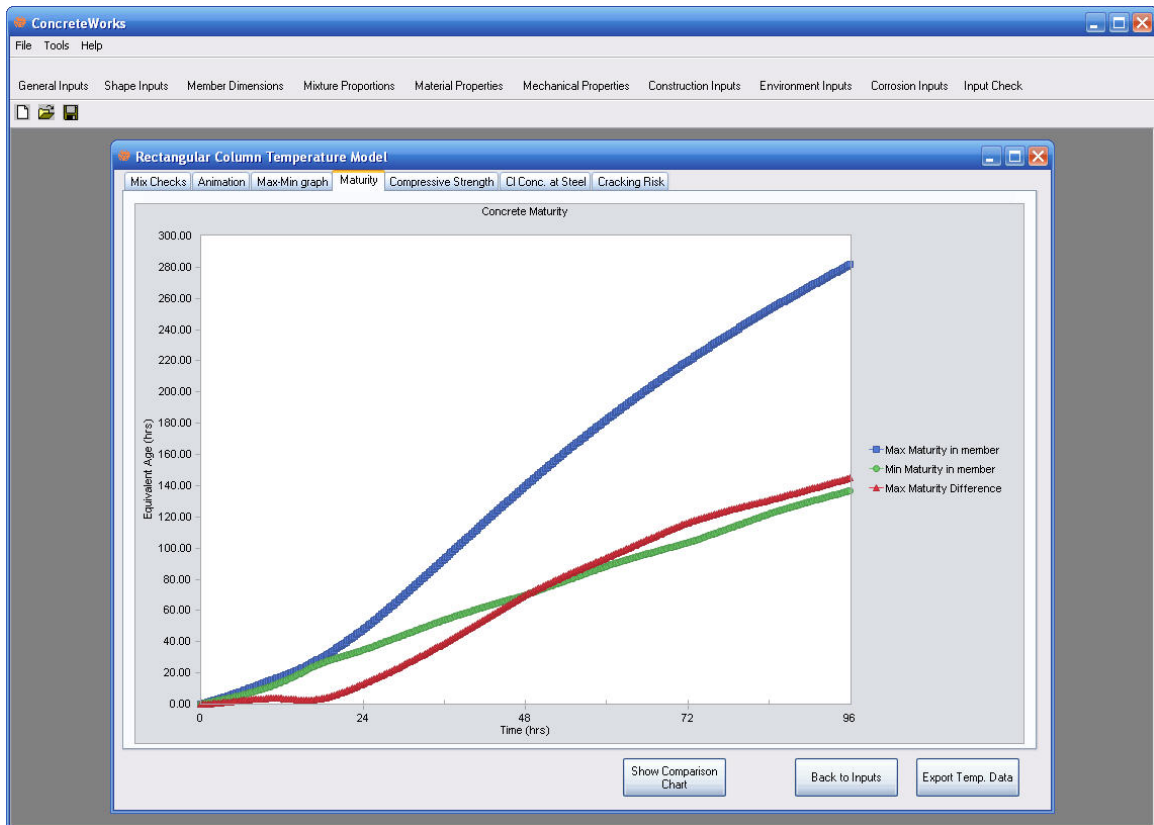 ConcreteWorks
File Tools Help
General Inputs Shape Inputs Member Dimensions Mixture Proportions Material Properties Mechanical Properties Construction Inputs Environment Inputs Corrosion Inputs Input Check
Rectangular Column Temperature Model
Mix Checks Animation Max-Min graph Maturity Compressive Strength Cl Conc. at Steel Cracking Risk
Concrete Maturity
300.00
280.00
260.00
240.00
220.00
200.00
180.00
160.00
140.00
120.00
100.00
80.00
60.00
40.00
20.00
0.00
Equivalent Age (hrs)
Max Maturity in member
Min Maturity in member
Max Maturity Difference
0 24 48 72 96
Time (hrs)
Show Comparison
Chart
Back to Inputs
Export Temp. Data